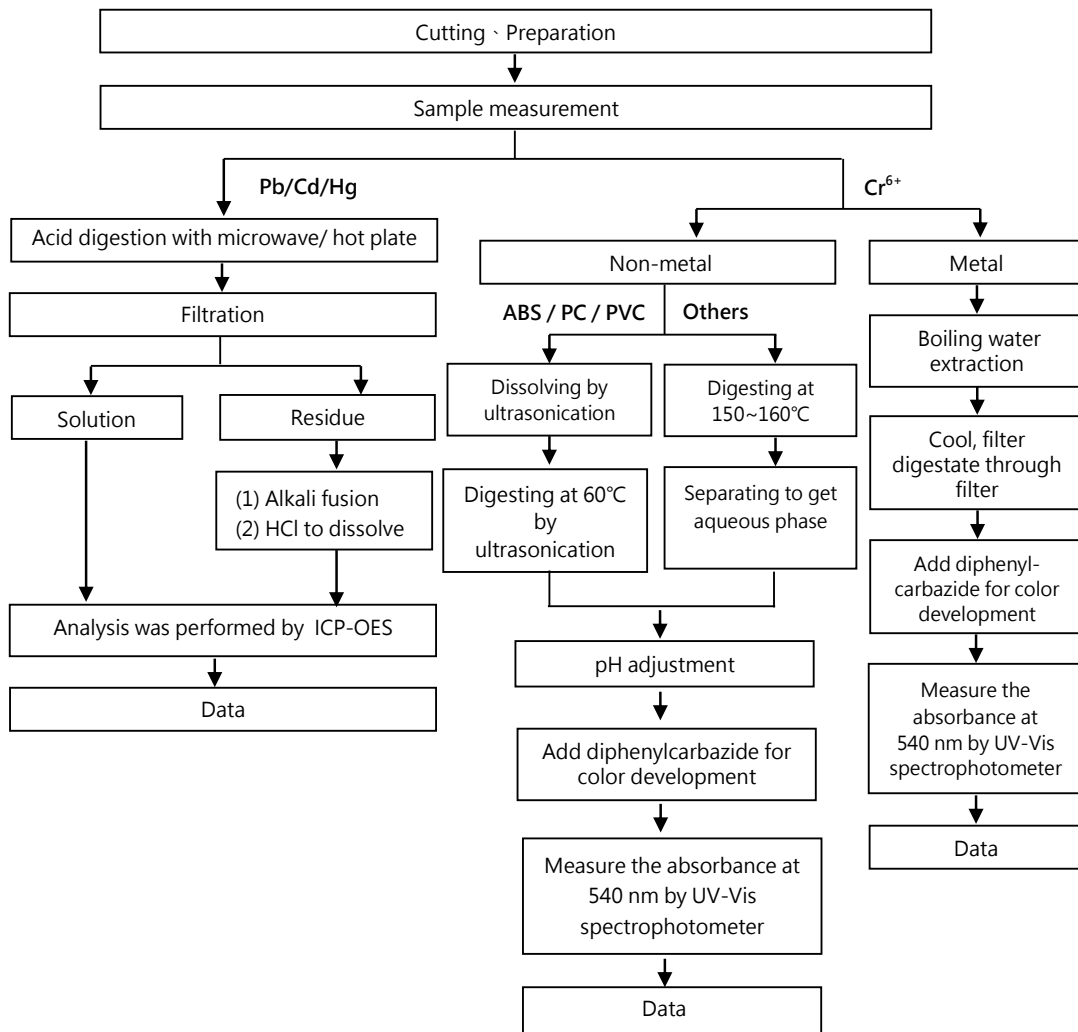 Cutting、Preparation
Sample measurement
Pb/Cd/Hg
Acid digestion with microwave/ hot plate
Filtration
Solution
Residue
(1) Alkali fusion
(2) HCl to dissolve
Analysis was performed by ICP-OES
Data
Cr⁶⁺
Non-metal
ABS / PC / PVC
Others
Dissolving by
ultrasonication
Digesting at 60℃
by
ultrasonication
Digesting at
150~160℃
Separating to get
aqueous phase
pH adjustment
Add diphenylcarbazide for
color development
Measure the absorbance at
540 nm by UV-Vis
spectrophotometer
Data
Metal
Boiling water
extraction
Cool, filter
digestate through
filter
Add diphenyl-
carbazide for color
development
Measure the
absorbance at
540 nm by UV-Vis
spectrophotometer
Data